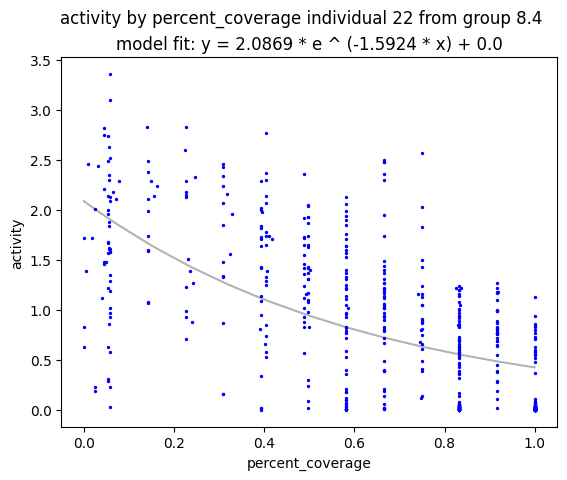 activity by percent_coverage individual 22 from group 8.4
model fit: y = 2.0869 * e ^ (-1.5924 * x) + 0.0
3.5
3.0
2.5
2.0
1.5
1.0
0.5
0.0
activity
0.0 0.2 0.4 0.6 0.8 1.0
percent_coverage